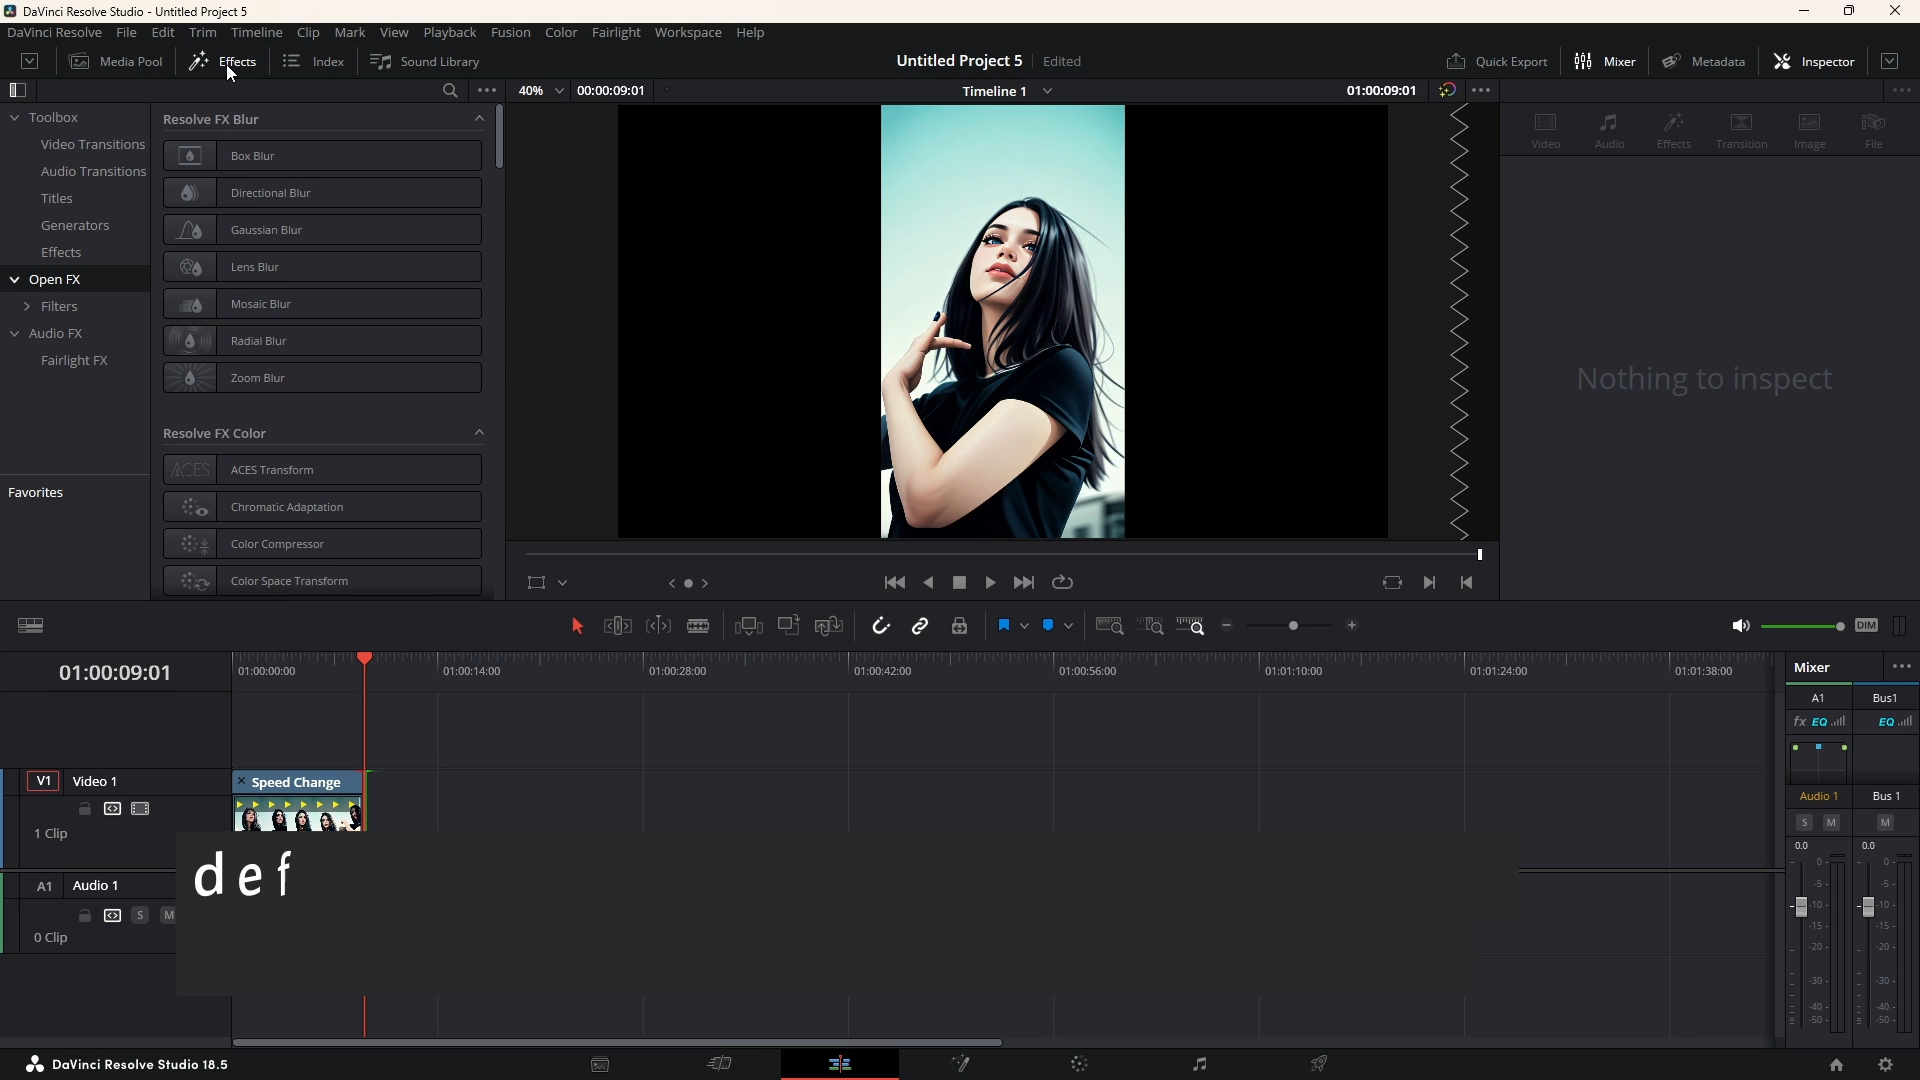 DaVinci Resolve Studio - Untitled Project 5
DaVinci Resolve File Edit Trim Timeline Clip Mark View Playback Fusion Color Fairlight Workspace Help
Media Pool Effects Index Sound Library Untitled Project 5 Edited Quick Export Mixer Metadata Inspector
40% 00:00:09:01 Timeline 1 01:00:09:01
Toolbox
Video Transitions
Audio Transitions
Titles
Generators
Effects
Open FX
Filters
Audio FX
Fairlight FX
Favorites
Resolve FX Blur
Box Blur
Directional Blur
Gaussian Blur
Lens Blur
Mosaic Blur
Radial Blur
Zoom Blur
Resolve FX Color
ACES ACES Transform
Chromatic Adaptation
Color Compressor
Color Space Transform
Video Audio Effects Transition Image File
Nothing to inspect
DIM
01:00:09:01
01:00:00:00 01:00:14:00 01:00:28:00 01:00:42:00 01:00:56:00 01:01:10:00 01:01:24:00 01:01:38:00
V1 Video 1
1 Clip
Speed Change
def
A1 Audio 1
S M
0 Clip
Mixer
A1 Bus1
fx EQ EQ
Audio 1 Bus 1
S M M
0.0 0.0
0- 0-
-5- -5-
-10- -10-
-15- -15-
-20- -20-
-30- -30-
-40- -40-
-50- -50-
DaVinci Resolve Studio 18.5